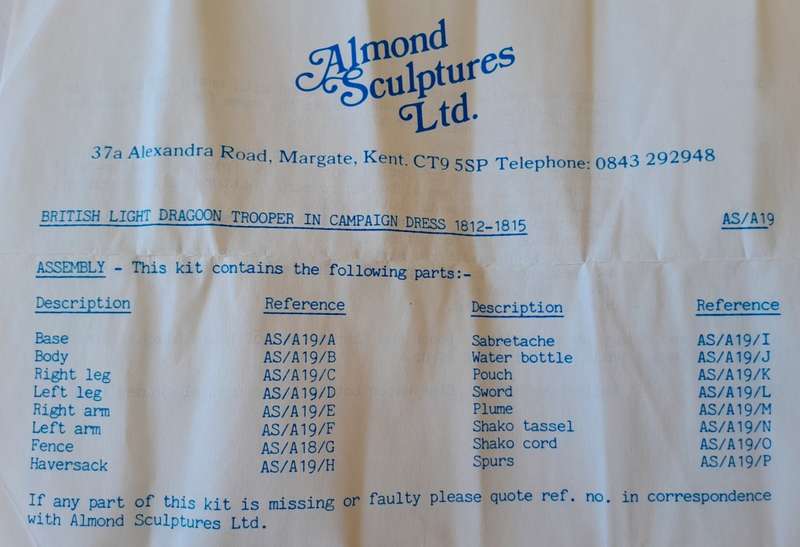 Almond
Sculptures
Ltd.
37a Alexandra Road, Margate, Kent. CT9 5SP Telephone: 0843 292948
BRITISH LIGHT DRAGOON TROOPER IN CAMPAIGN DRESS 1812-1815 AS/A19
ASSEMBLY - This kit contains the following parts:-
Description Reference Description Reference
Base AS/A19/A Sabretache AS/A19/I
Body AS/A19/B Water bottle AS/A19/J
Right leg AS/A19/C Pouch AS/A19/K
Left leg AS/A19/D Sword AS/A19/L
Right arm AS/A19/E Plume AS/A19/M
Left arm AS/A19/F Shako tassel AS/A19/N
Fence AS/A18/G Shako cord AS/A19/O
Haversack AS/A19/H Spurs AS/A19/P
If any part of this kit is missing or faulty please quote ref. no. in correspondence
with Almond Sculptures Ltd.